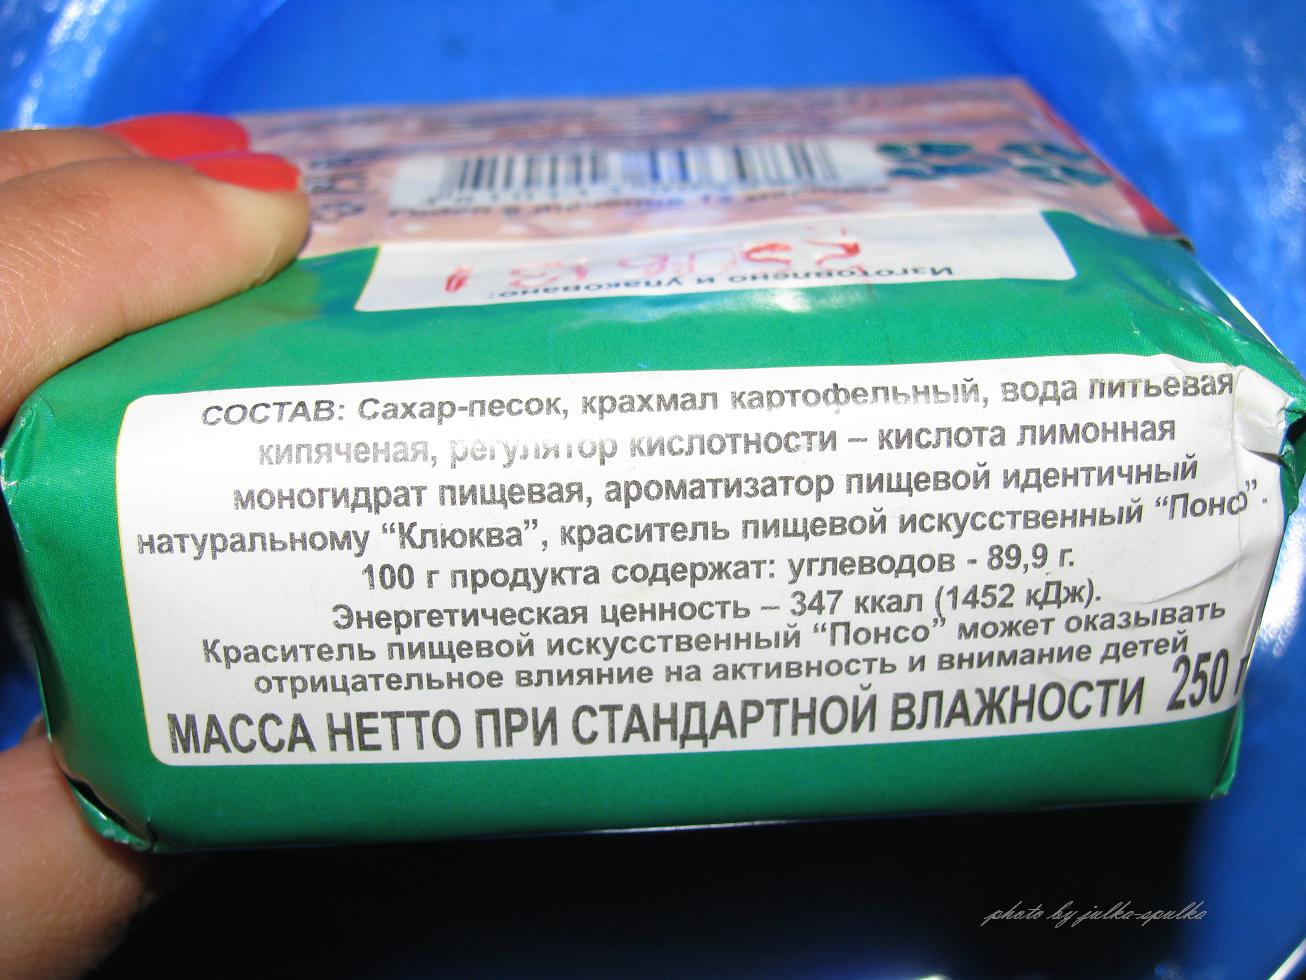 Изготовлено и упаковано:
СОСТАВ: Сахар-песок, крахмал картофельный, вода питьевая
кипяченая, регулятор кислотности – кислота лимонная
моногидрат пищевая, ароматизатор пищевой идентичный
натуральному “Клюква”, краситель пищевой искусственный “Понсо”.
100 г продукта содержат: углеводов - 89,9 г.
Энергетическая ценность – 347 ккал (1452 кДж).
Краситель пищевой искусственный “Понсо” может оказывать
отрицательное влияние на активность и внимание детей
МАССА НЕТТО ПРИ СТАНДАРТНОЙ ВЛАЖНОСТИ 250 г
photo by julka-spulka